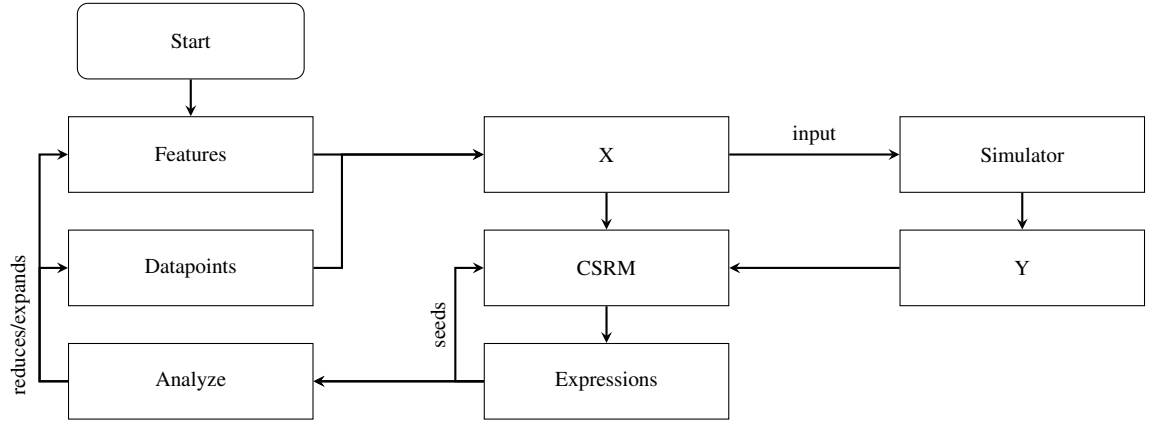 Start
Features
X
input
Simulator
Datapoints
CSRM
Y
reduces/expands
seeds
Analyze
Expressions